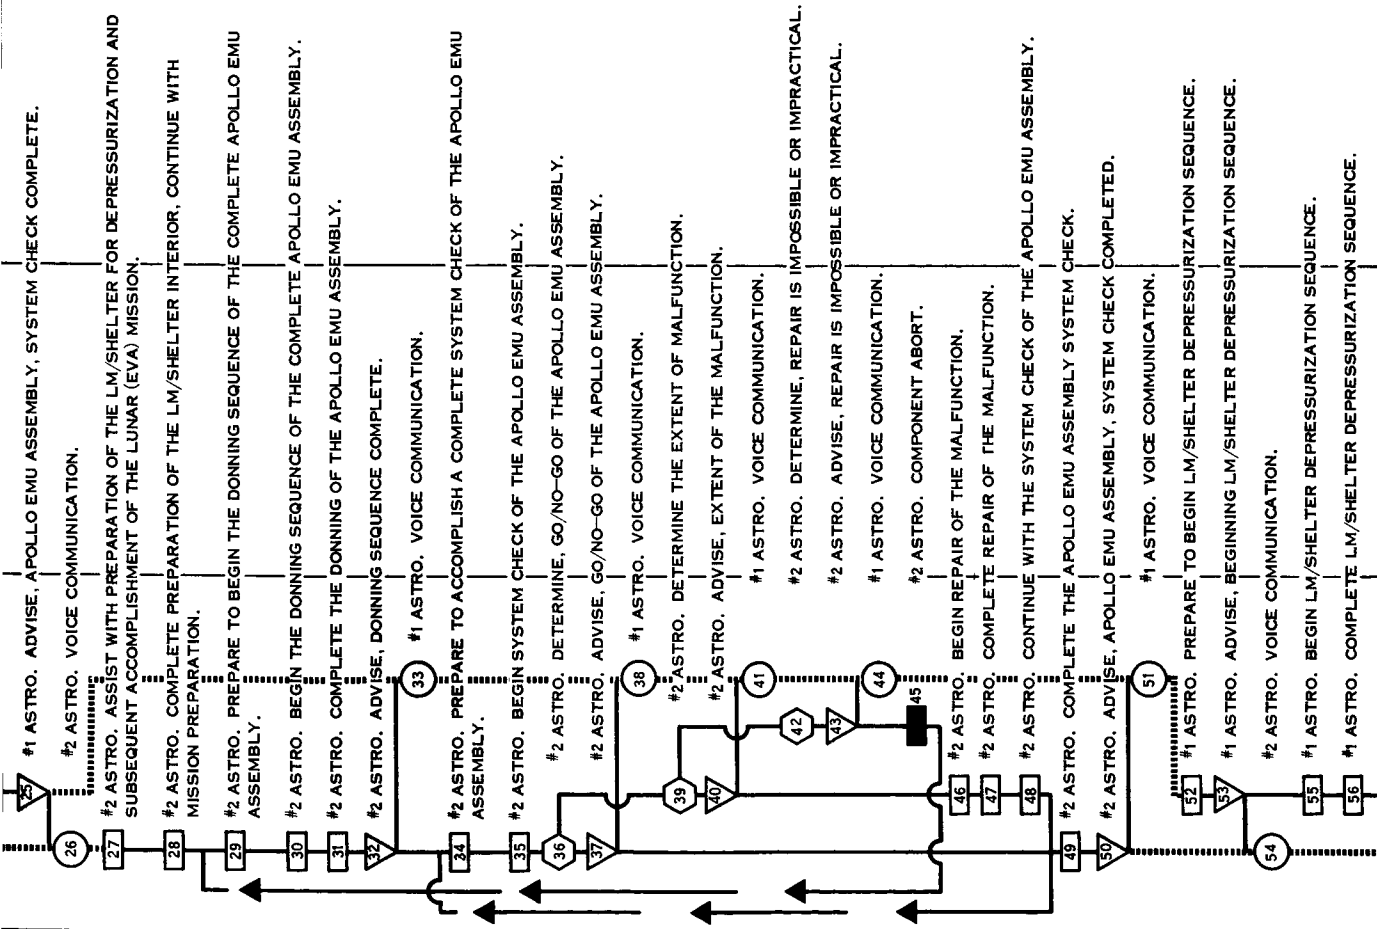 25 #1 ASTRO. ADVISE, APOLLO EMU ASSEMBLY, SYSTEM CHECK COMPLETE.
26 #2 ASTRO. VOICE COMMUNICATION.
27 #2 ASTRO. ASSIST WITH PREPARATION OF THE LM/SHELTER FOR DEPRESSURIZATION AND
SUBSEQUENT ACCOMPLISHMENT OF THE LUNAR (EVA) MISSION.
28 #2 ASTRO. COMPLETE PREPARATION OF THE LM/SHELTER INTERIOR, CONTINUE WITH
MISSION PREPARATION.
29 #2 ASTRO. PREPARE TO BEGIN THE DONNING SEQUENCE OF THE COMPLETE APOLLO EMU
ASSEMBLY.
30 #2 ASTRO. BEGIN THE DONNING SEQUENCE OF THE COMPLETE APOLLO EMU ASSEMBLY.
31 #2 ASTRO. COMPLETE THE DONNING OF THE APOLLO EMU ASSEMBLY.
32 #2 ASTRO. ADVISE, DONNING SEQUENCE COMPLETE.
33 #1 ASTRO. VOICE COMMUNICATION.
34 #2 ASTRO. PREPARE TO ACCOMPLISH A COMPLETE SYSTEM CHECK OF THE APOLLO EMU
ASSEMBLY.
35 #2 ASTRO. BEGIN SYSTEM CHECK OF THE APOLLO EMU ASSEMBLY.
36 #2 ASTRO. DETERMINE, GO/NO-GO OF THE APOLLO EMU ASSEMBLY.
37 #2 ASTRO. ADVISE, GO/NO-GO OF THE APOLLO EMU ASSEMBLY.
38 #1 ASTRO. VOICE COMMUNICATION.
39 #2 ASTRO. DETERMINE THE EXTENT OF MALFUNCTION.
40 #2 ASTRO. ADVISE, EXTENT OF THE MALFUNCTION.
41 #1 ASTRO. VOICE COMMUNICATION.
42 #2 ASTRO. DETERMINE, REPAIR IS IMPOSSIBLE OR IMPRACTICAL.
43 #2 ASTRO. ADVISE, REPAIR IS IMPOSSIBLE OR IMPRACTICAL.
44 #1 ASTRO. VOICE COMMUNICATION.
45 #2 ASTRO. COMPONENT ABORT.
46 #2 ASTRO. BEGIN REPAIR OF THE MALFUNCTION.
47 #2 ASTRO. COMPLETE REPAIR OF THE MALFUNCTION.
48 #2 ASTRO. CONTINUE WITH THE SYSTEM CHECK OF THE APOLLO EMU ASSEMBLY.
49 #2 ASTRO. COMPLETE THE APOLLO EMU ASSEMBLY SYSTEM CHECK.
50 #2 ASTRO. ADVISE, APOLLO EMU ASSEMBLY, SYSTEM CHECK COMPLETED.
51 #1 ASTRO. VOICE COMMUNICATION.
52 #1 ASTRO. PREPARE TO BEGIN LM/SHELTER DEPRESSURIZATION SEQUENCE.
53 #1 ASTRO. ADVISE, BEGINNING LM/SHELTER DEPRESSURIZATION SEQUENCE.
54 #2 ASTRO. VOICE COMMUNICATION.
55 #1 ASTRO. BEGIN LM/SHELTER DEPRESSURIZATION SEQUENCE.
56 #1 ASTRO. COMPLETE LM/SHELTER DEPRESSURIZATION SEQUENCE.